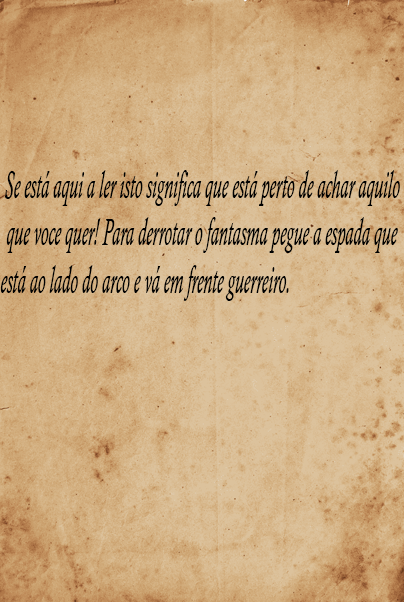 Se está aqui a ler isto significa que está perto de achar aquilo
que voce quer! Para derrotar o fantasma pegue a espada que
está ao lado do arco e vá em frente guerreiro.